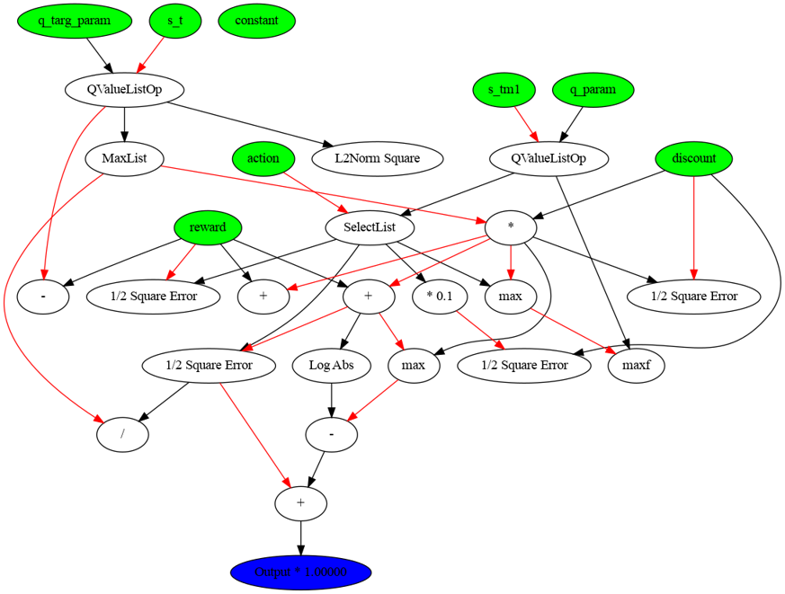 q_targ_param
s_t
constant
QValueListOp
s_tm1
q_param
MaxList
action
L2Norm Square
QValueListOp
discount
reward
SelectList
*
-
1/2 Square Error
+
+
* 0.1
max
1/2 Square Error
1/2 Square Error
Log Abs
max
1/2 Square Error
maxf
/
-
+
Output * 1.00000